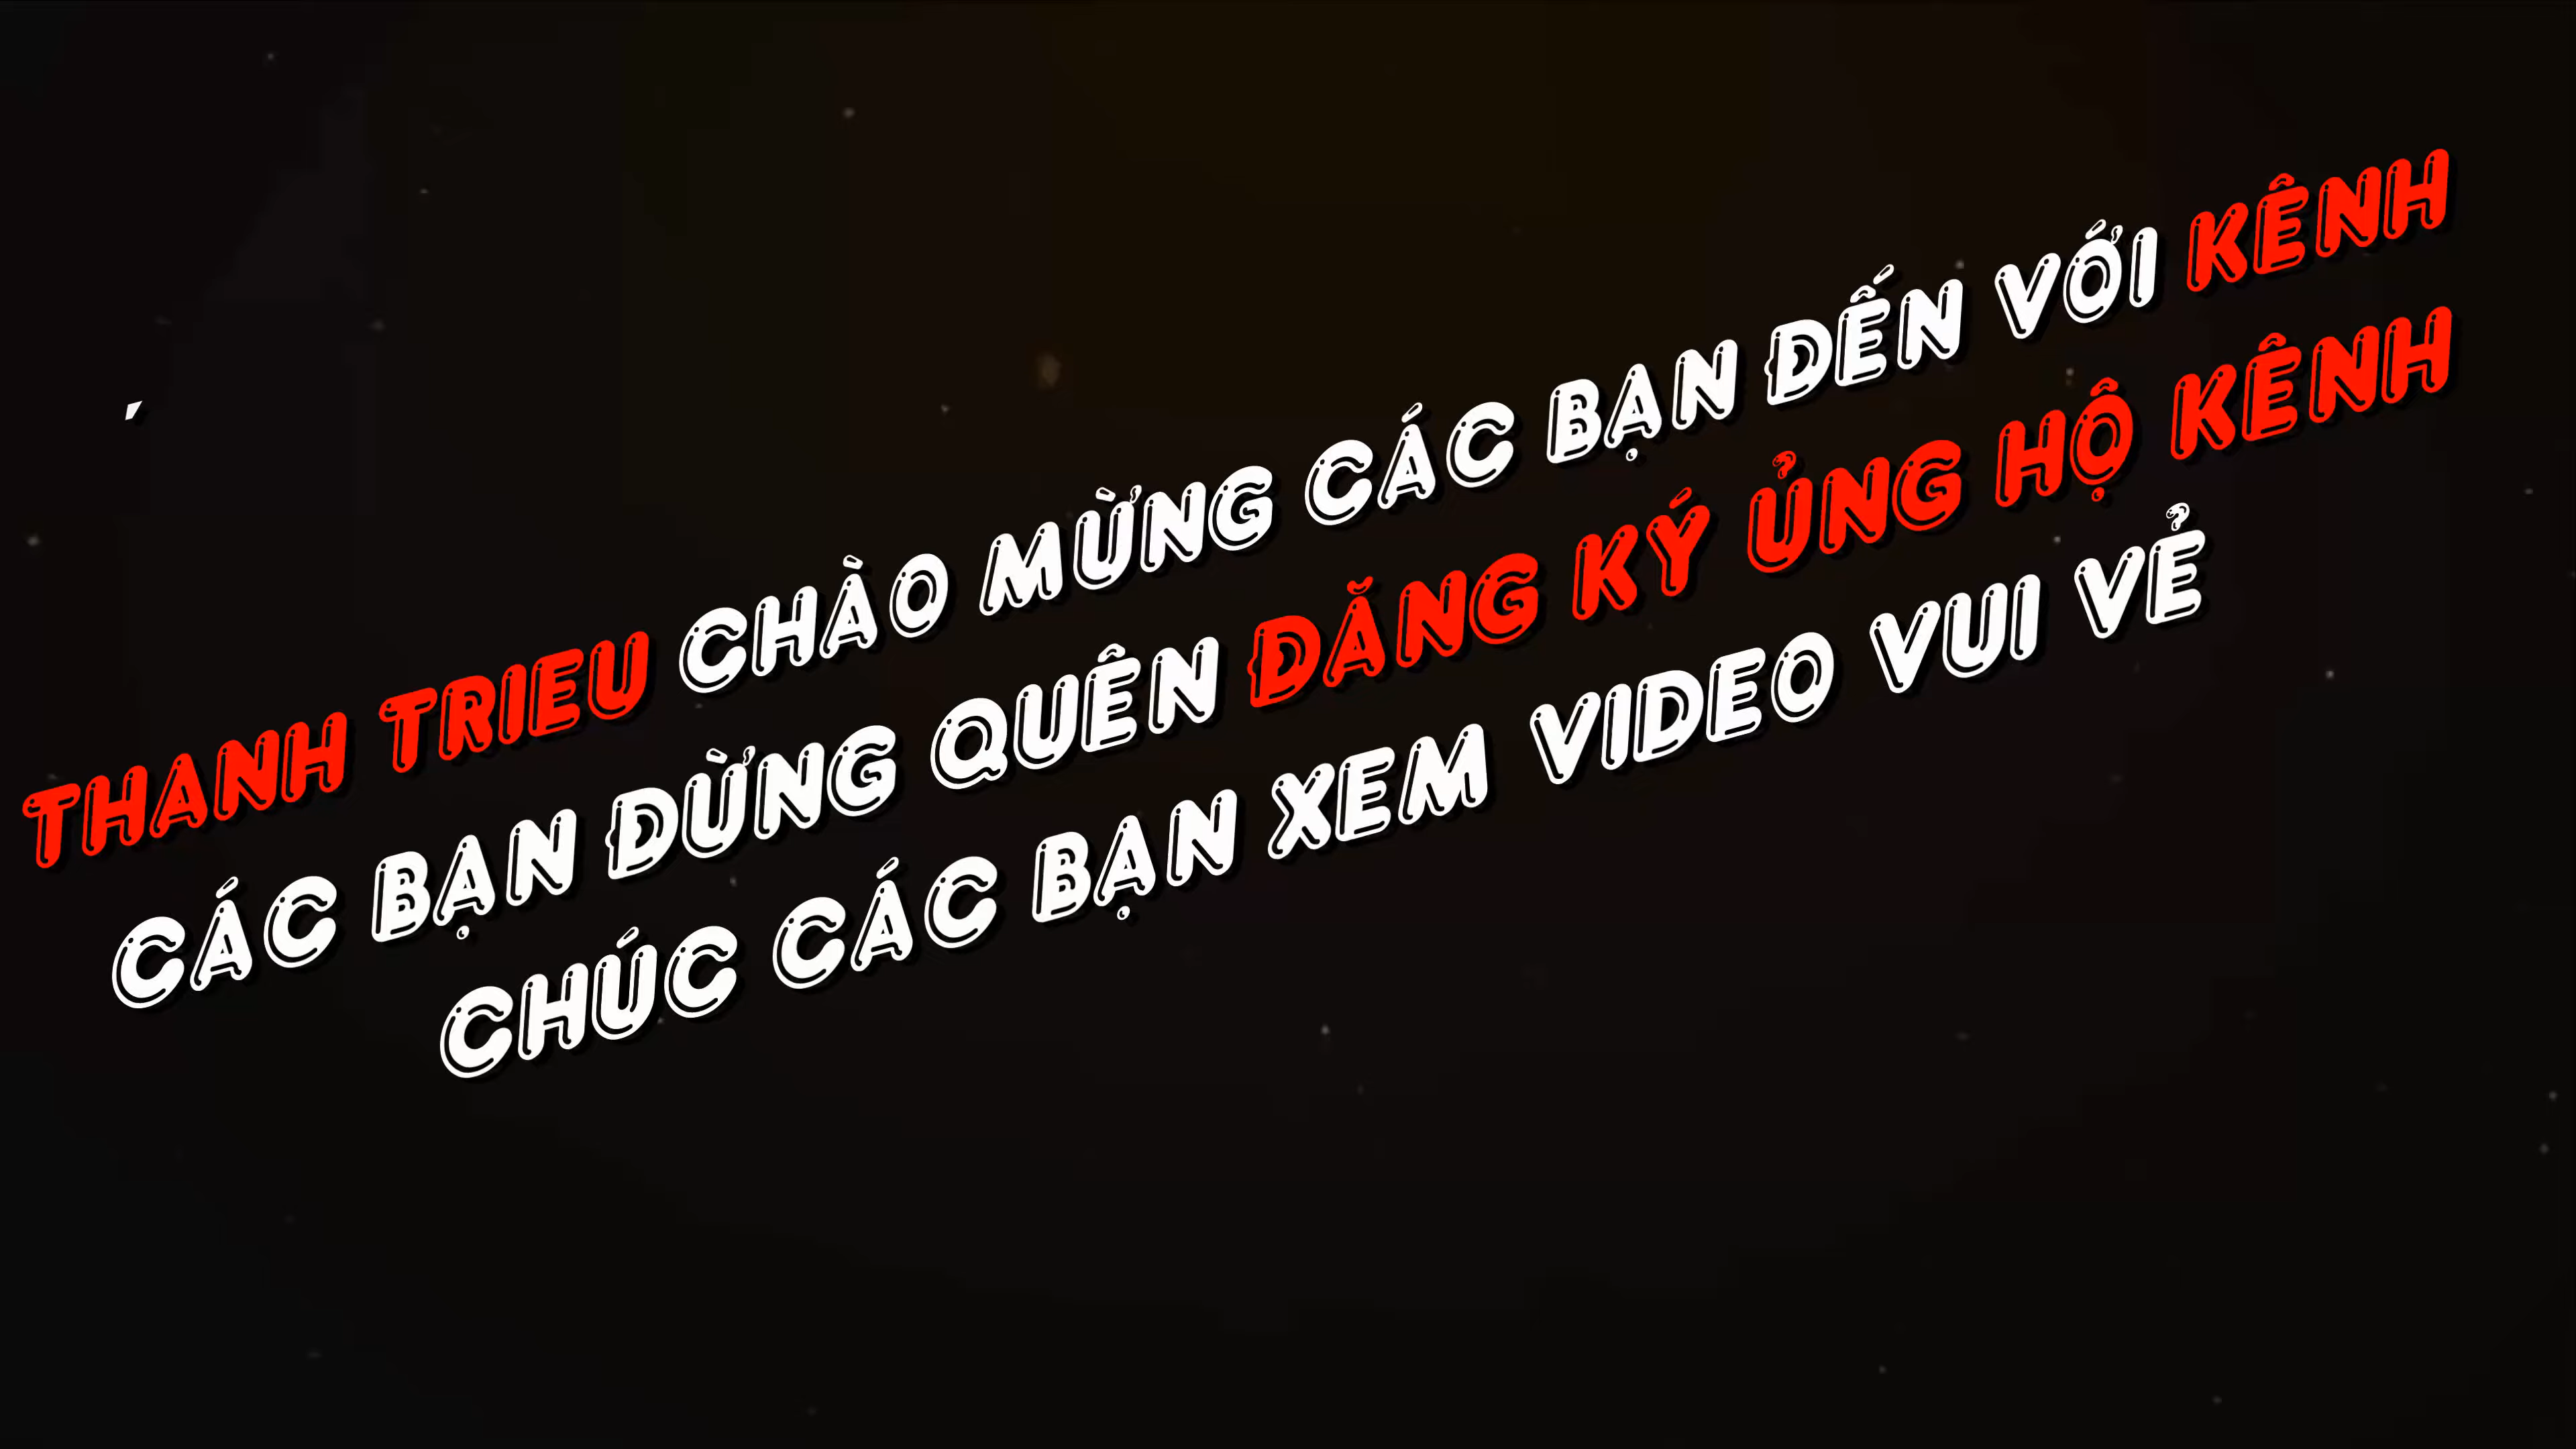 THANH TRIEU CHÀO MỪNG CÁC BẠN ĐẾN VỚI KÊNH
CÁC BẠN ĐỪNG QUÊN ĐĂNG KÝ ỦNG HỘ KÊNH
CHÚC CÁC BẠN XEM VIDEO VUI VẺ